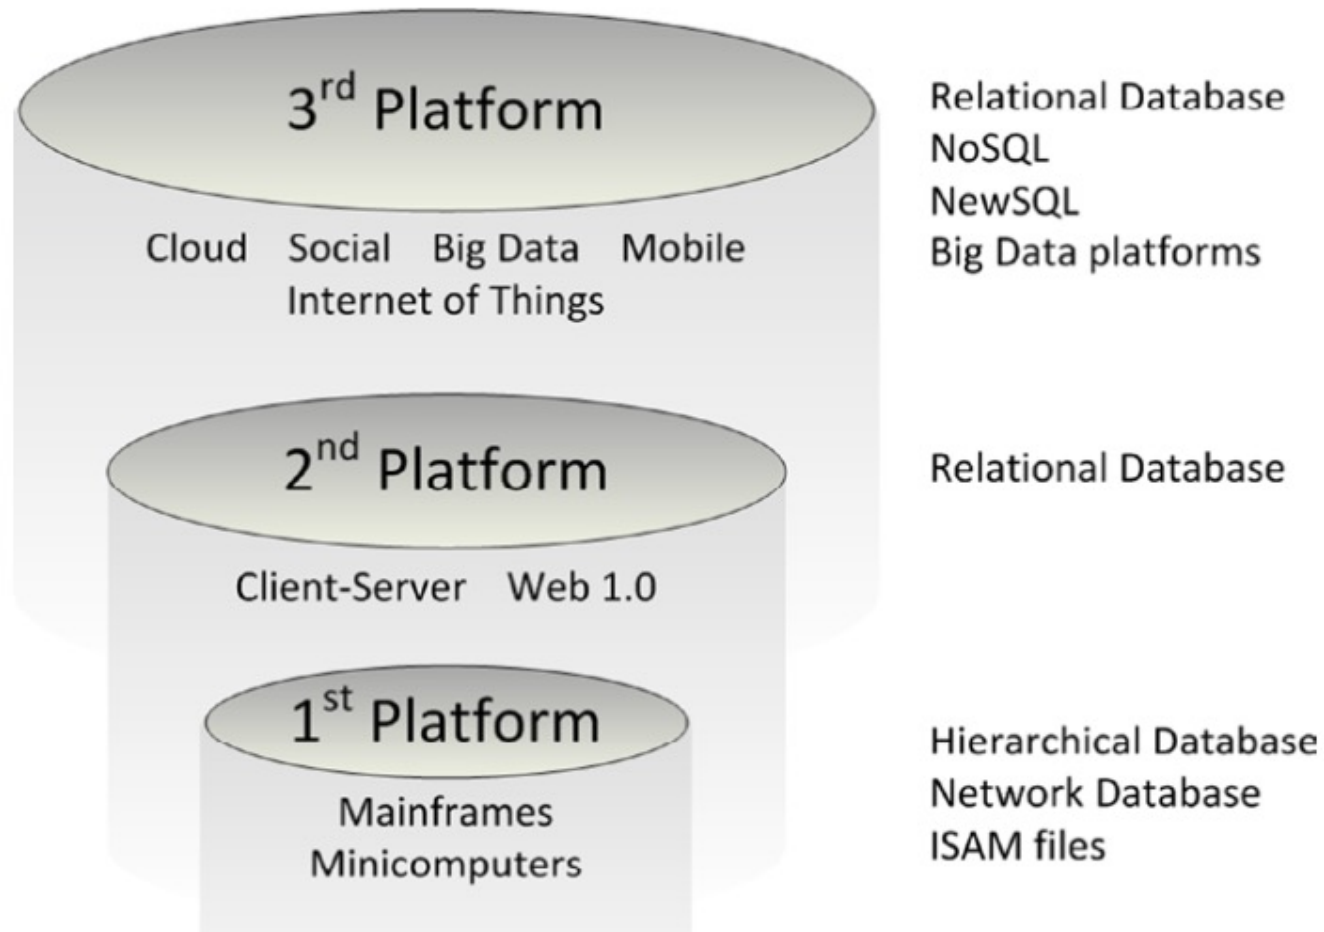 3rd Platform
Cloud Social Big Data Mobile
Internet of Things
Relational Database
NoSQL
NewSQL
Big Data platforms
2nd Platform
Client-Server Web 1.0
Relational Database
1st Platform
Mainframes
Minicomputers
Hierarchical Database
Network Database
ISAM files